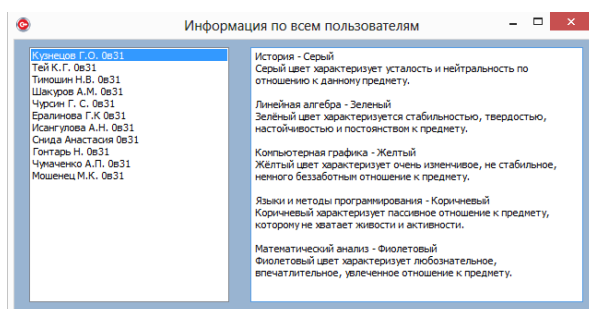 Информация по всем пользователям
Кузнецов Г.О. 0в31
Тей К.Г. 0в31
Тимошин Н.В. 0в31
Шакуров А.М. 0в31
Чурсин Г. С. 0в31
Ералинова Г.К 0в31
Исангулова А.Н. 0в31
Снида Анастасия 0в31
Гонтарь Н. 0в31
Чумаченко А.П. 0в31
Мошенец М.К. 0в31
История - Серый
Серый цвет характеризует усталость и нейтральность по
отношению к данному предмету.
Линейная алгебра - Зеленый
Зелёный цвет характеризуется стабильностью, твердостью,
настойчивостью и постоянством к предмету.
Компьютерная графика - Желтый
Жёлтый цвет характеризует очень изменчивое, не стабильное,
немного беззаботным отношение к предмету.
Языки и методы программирования - Коричневый
Коричневый характеризует пассивное отношение к предмету,
которому не хватает живости и активности.
Математический анализ - Фиолетовый
Фиолетовый цвет характеризует любознательное,
впечатлительное, увлеченное отношение к предмету.